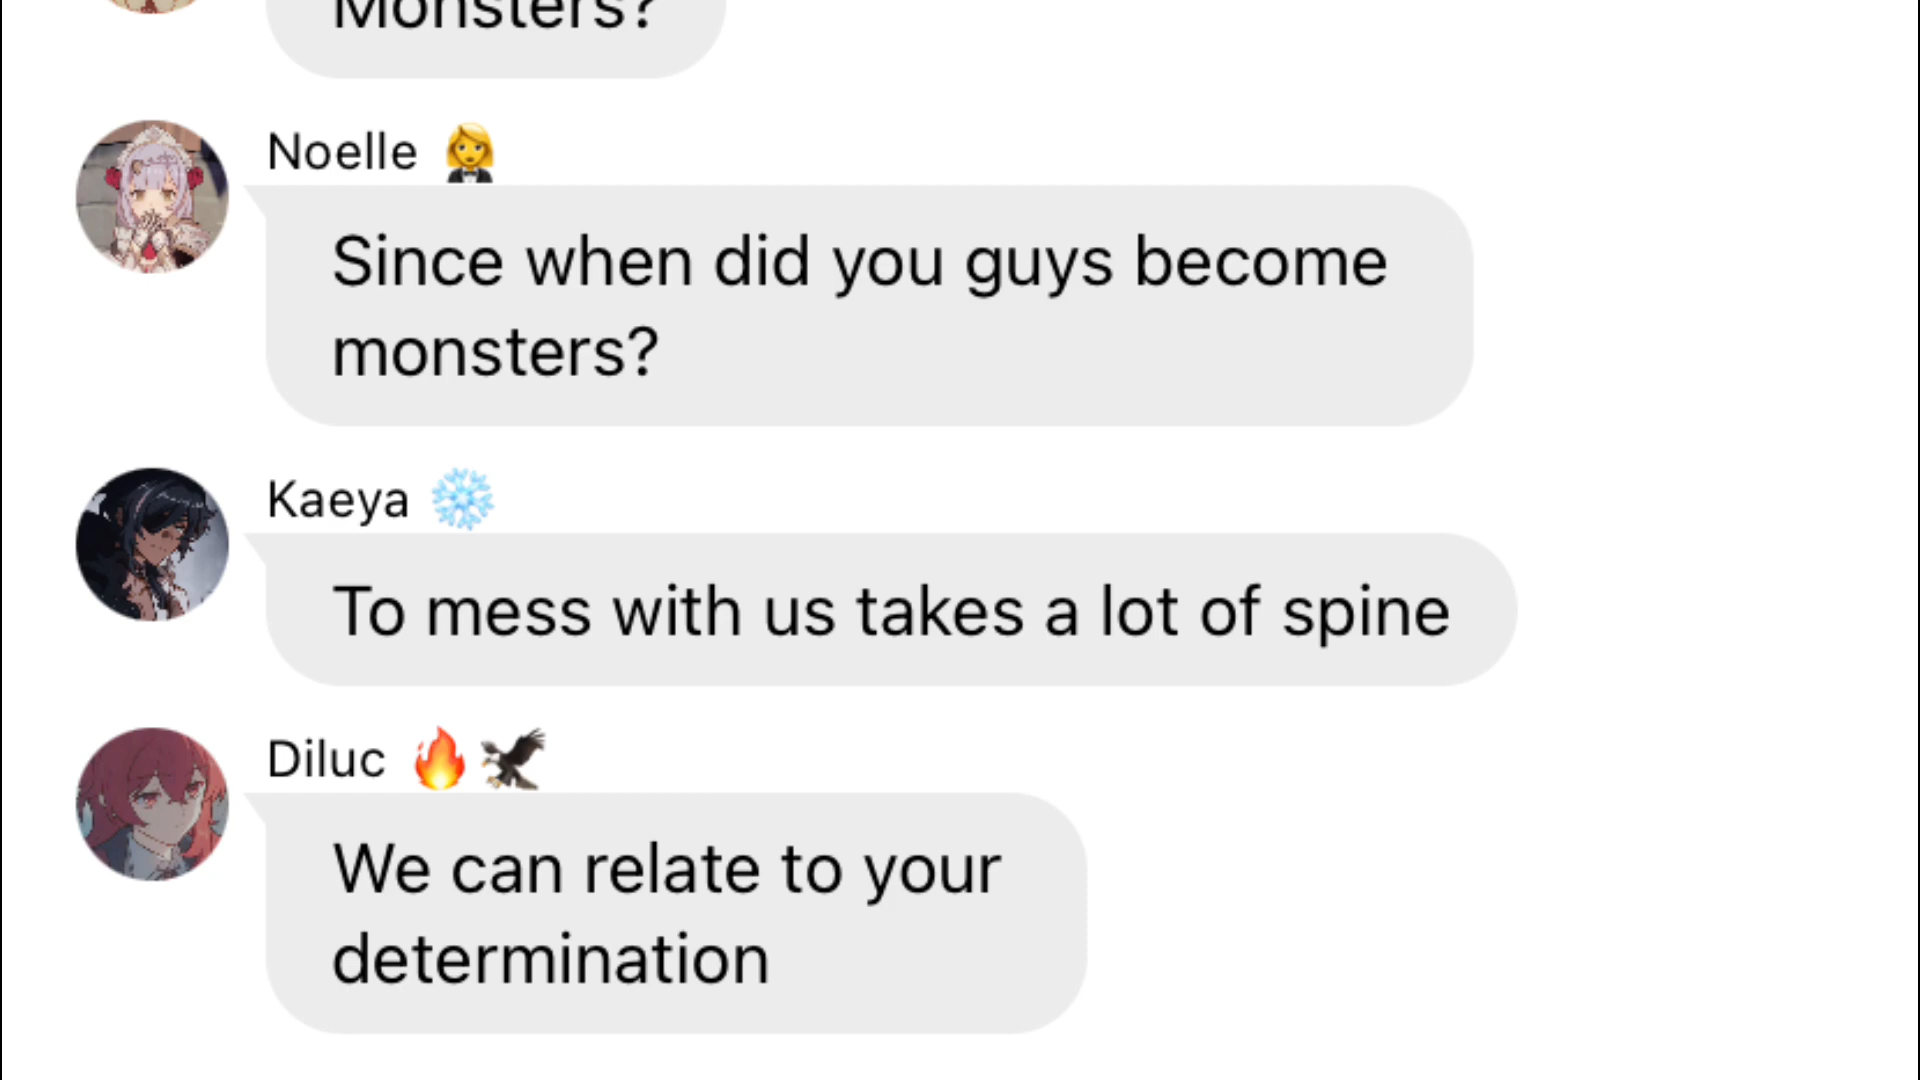 Monsters?
Noelle 🤵‍♀️
Since when did you guys become
monsters?
Kaeya ❄️
To mess with us takes a lot of spine
Diluc 🔥🦅
We can relate to your
determination